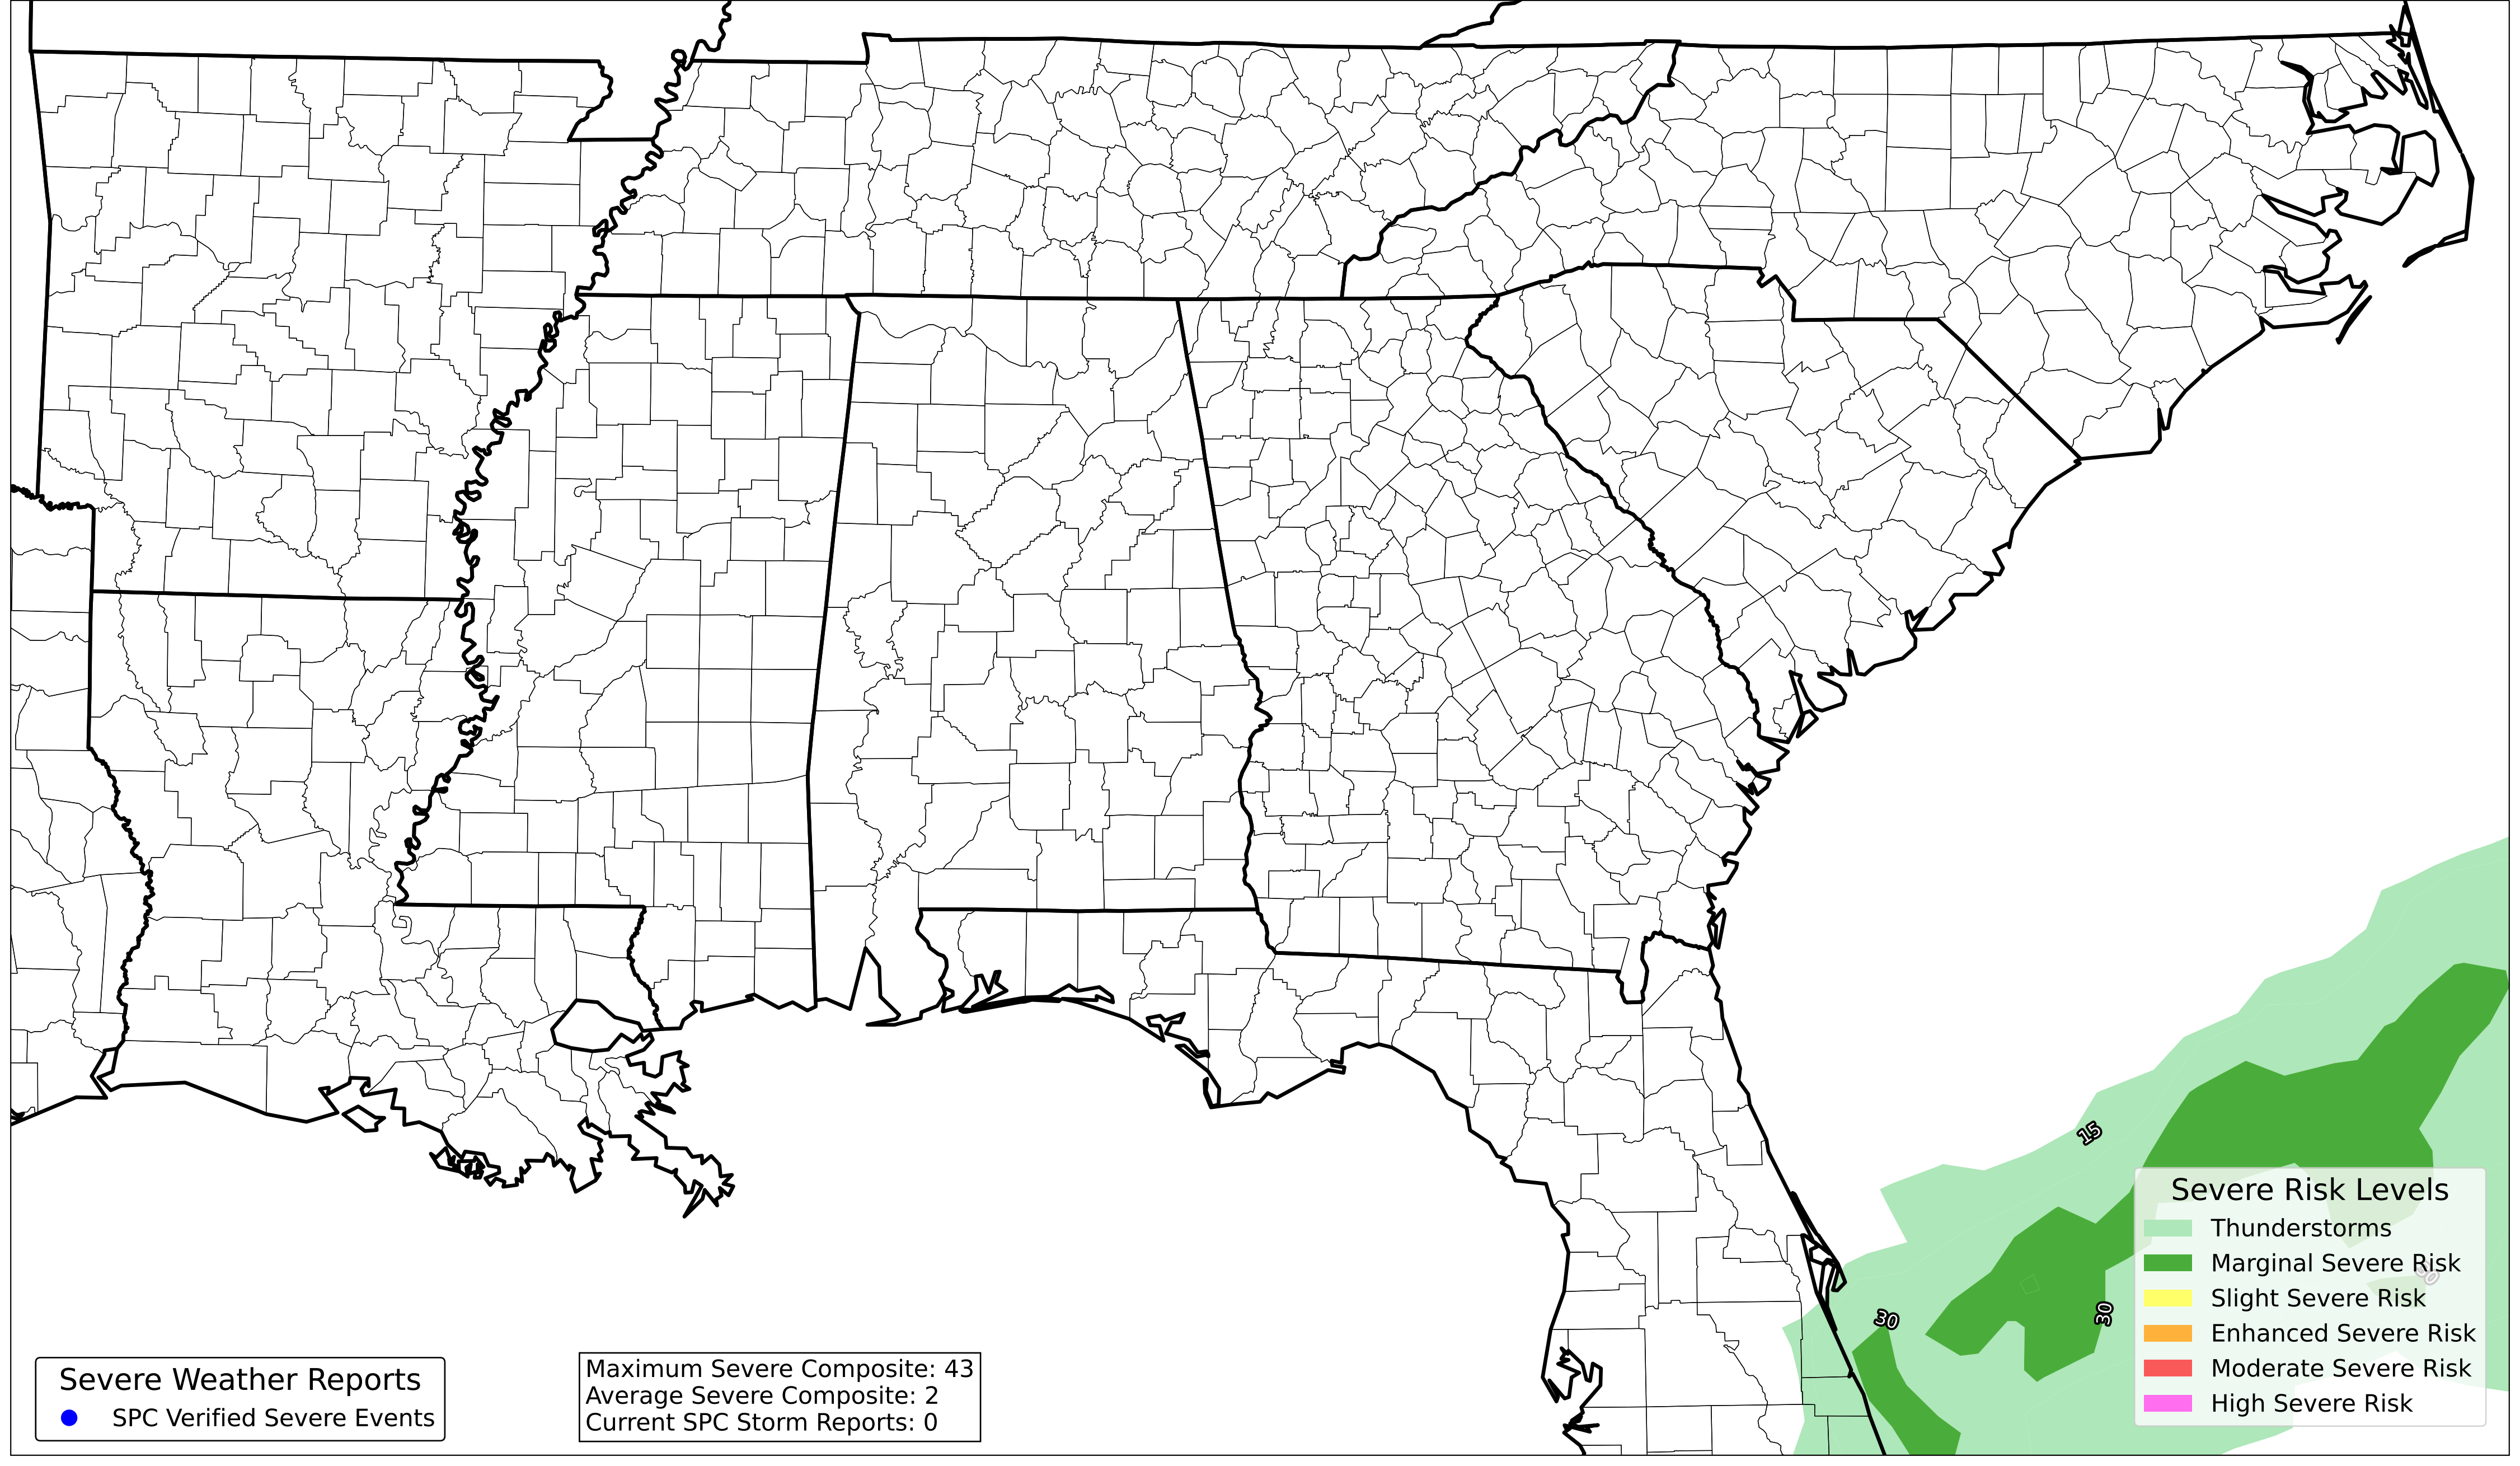 15
Severe Risk Levels
Thunderstorms
Marginal Severe Risk
30
Slight Severe Risk
30
30
Enhanced Severe Risk
Moderate Severe Risk
High Severe Risk
Severe Weather Reports
SPC Verified Severe Events
Maximum Severe Composite: 43
Average Severe Composite: 2
Current SPC Storm Reports: 0